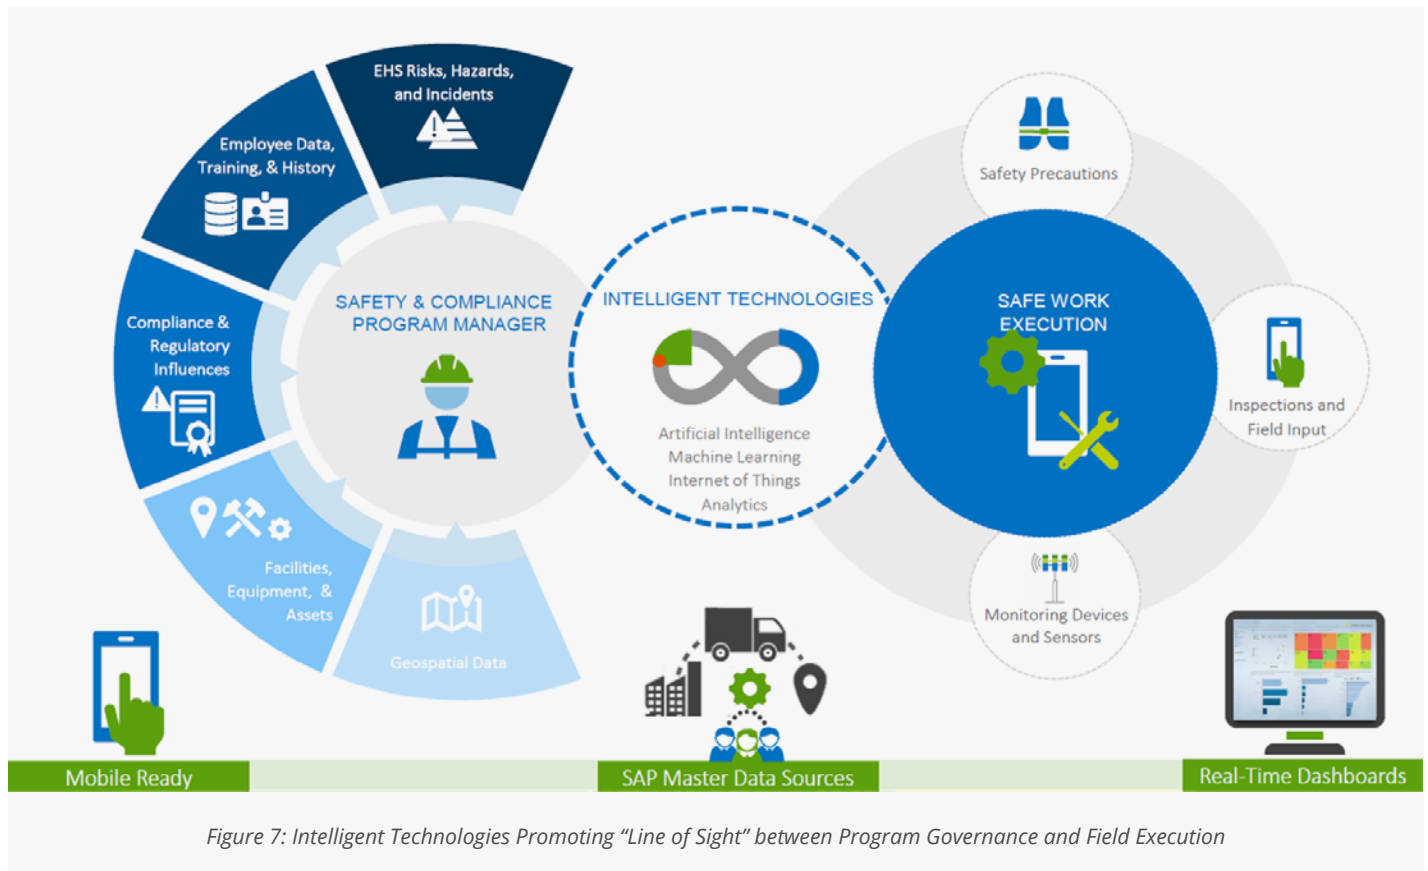 EHS Risks, Hazards,
and Incidents
Employee Data,
Training, & History
Compliance &
Regulatory
Influences
Facilities,
Equipment, &
Assets
Geospatial Data
SAFETY & COMPLIANCE
PROGRAM MANAGER
INTELLIGENT TECHNOLOGIES
Artificial Intelligence
Machine Learning
Internet of Things
Analytics
SAFE WORK
EXECUTION
Safety Precautions
Inspections and
Field Input
Monitoring Devices
and Sensors
Mobile Ready
SAP Master Data Sources
Real-Time Dashboards
Figure 7: Intelligent Technologies Promoting “Line of Sight” between Program Governance and Field Execution